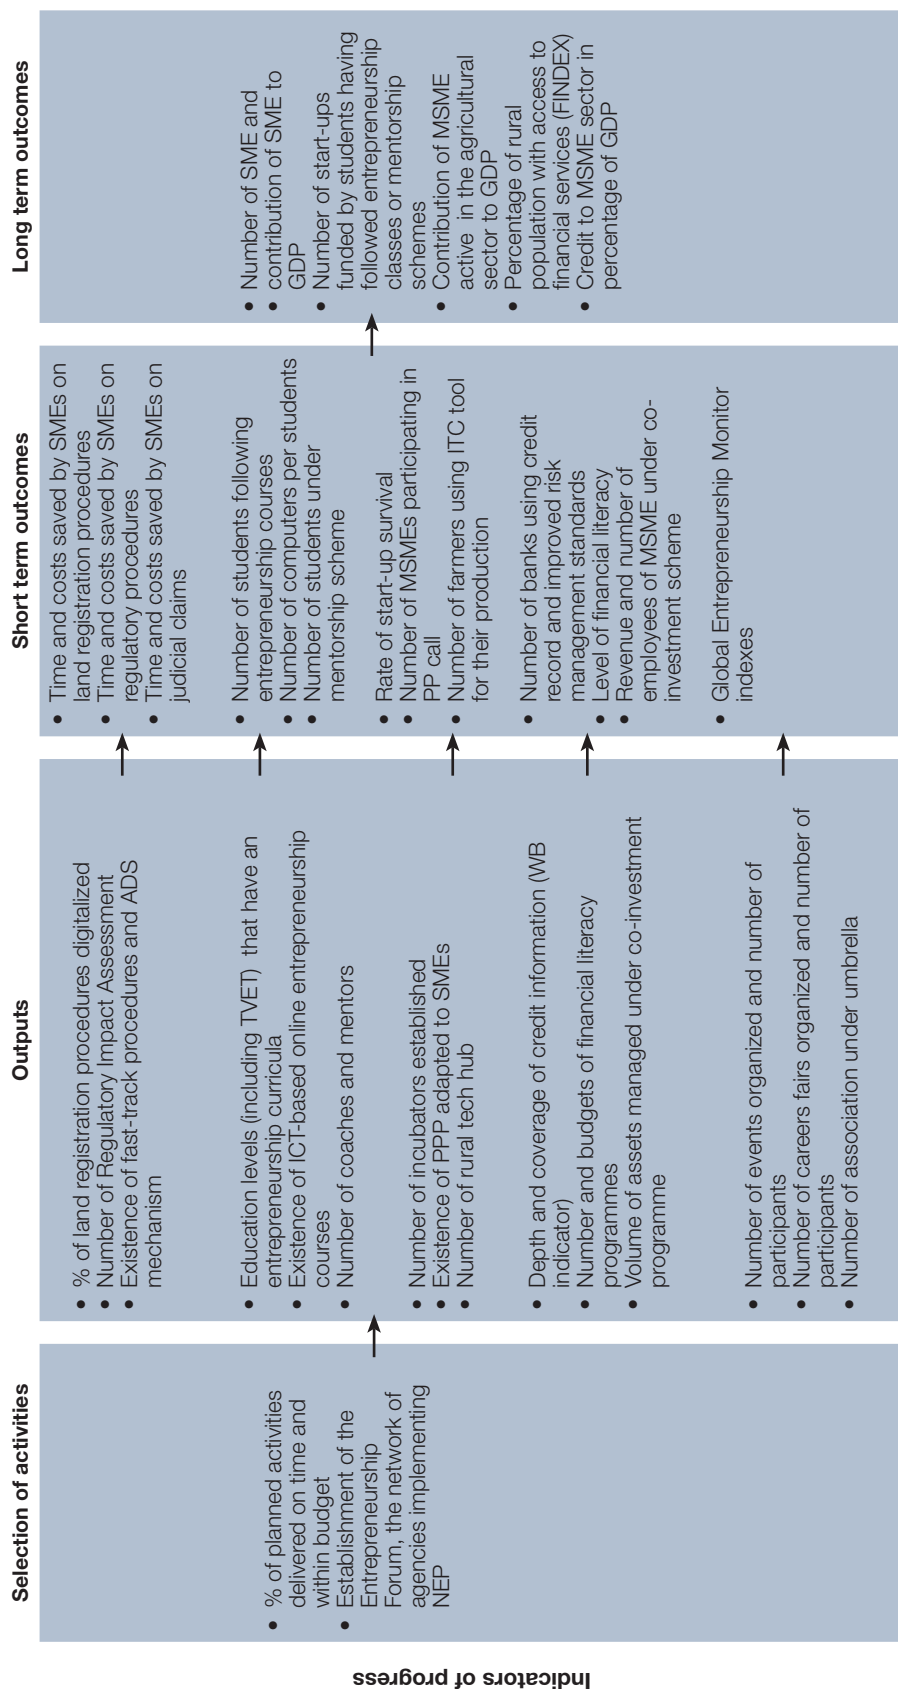 Indicators of progress
Selection of activities
• % of planned activities
delivered on time and
within budget
• Establishment of the
Entrepreneurship
Forum, the network of
agencies implementing
NEP
Outputs
• % of land registration procedures digitalized
• Number of Regulatory Impact Assessment
• Existence of fast-track procedures and ADS
mechanism
• Education levels (including TVET) that have an
entrepreneurship curricula
• Existence of ICT-based online entrepreneurship
courses
• Number of coaches and mentors
• Number of incubators established
• Existence of PPP adapted to SMEs
• Number of rural tech hub
• Depth and coverage of credit information (WB
indicator)
• Number and budgets of financial literacy
programmes
• Volume of assets managed under co-investment
programme
• Number of events organized and number of
participants
• Number of careers fairs organized and number of
participants
• Number of association under umbrella
Short term outcomes
• Time and costs saved by SMEs on
land registration procedures
• Time and costs saved by SMEs on
regulatory procedures
• Time and costs saved by SMEs on
judicial claims
• Number of students following
entrepreneurship courses
• Number of computers per students
• Number of students under
mentorship scheme
• Rate of start-up survival
• Number of MSMEs participating in
PP call
• Number of farmers using ITC tool
for their production
• Number of banks using credit
record and improved risk
management standards
• Level of financial literacy
• Revenue and number of
employees of MSME under co-
investment scheme
• Global Entrepreneurship Monitor
indexes
Long term outcomes
• Number of SME and
• contribution of SME to
GDP
• Number of start-ups
funded by students having
followed entrepreneurship
classes or mentorship
schemes
• Contribution of MSME
active in the agricultural
sector to GDP
• Percentage of rural
population with access to
financial services (FINDEX)
• Credit to MSME sector in
percentage of GDP